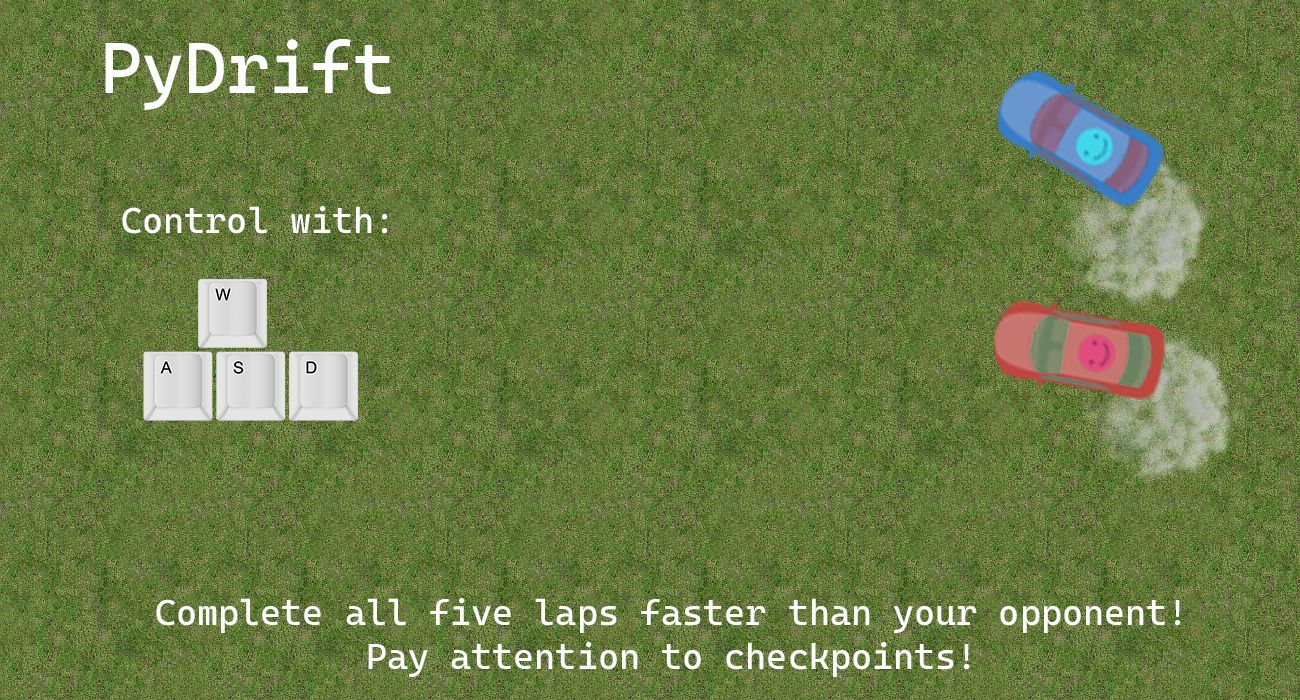 PyDrift
Control with:
W
A S D
Complete all five laps faster than your opponent!
Pay attention to checkpoints!